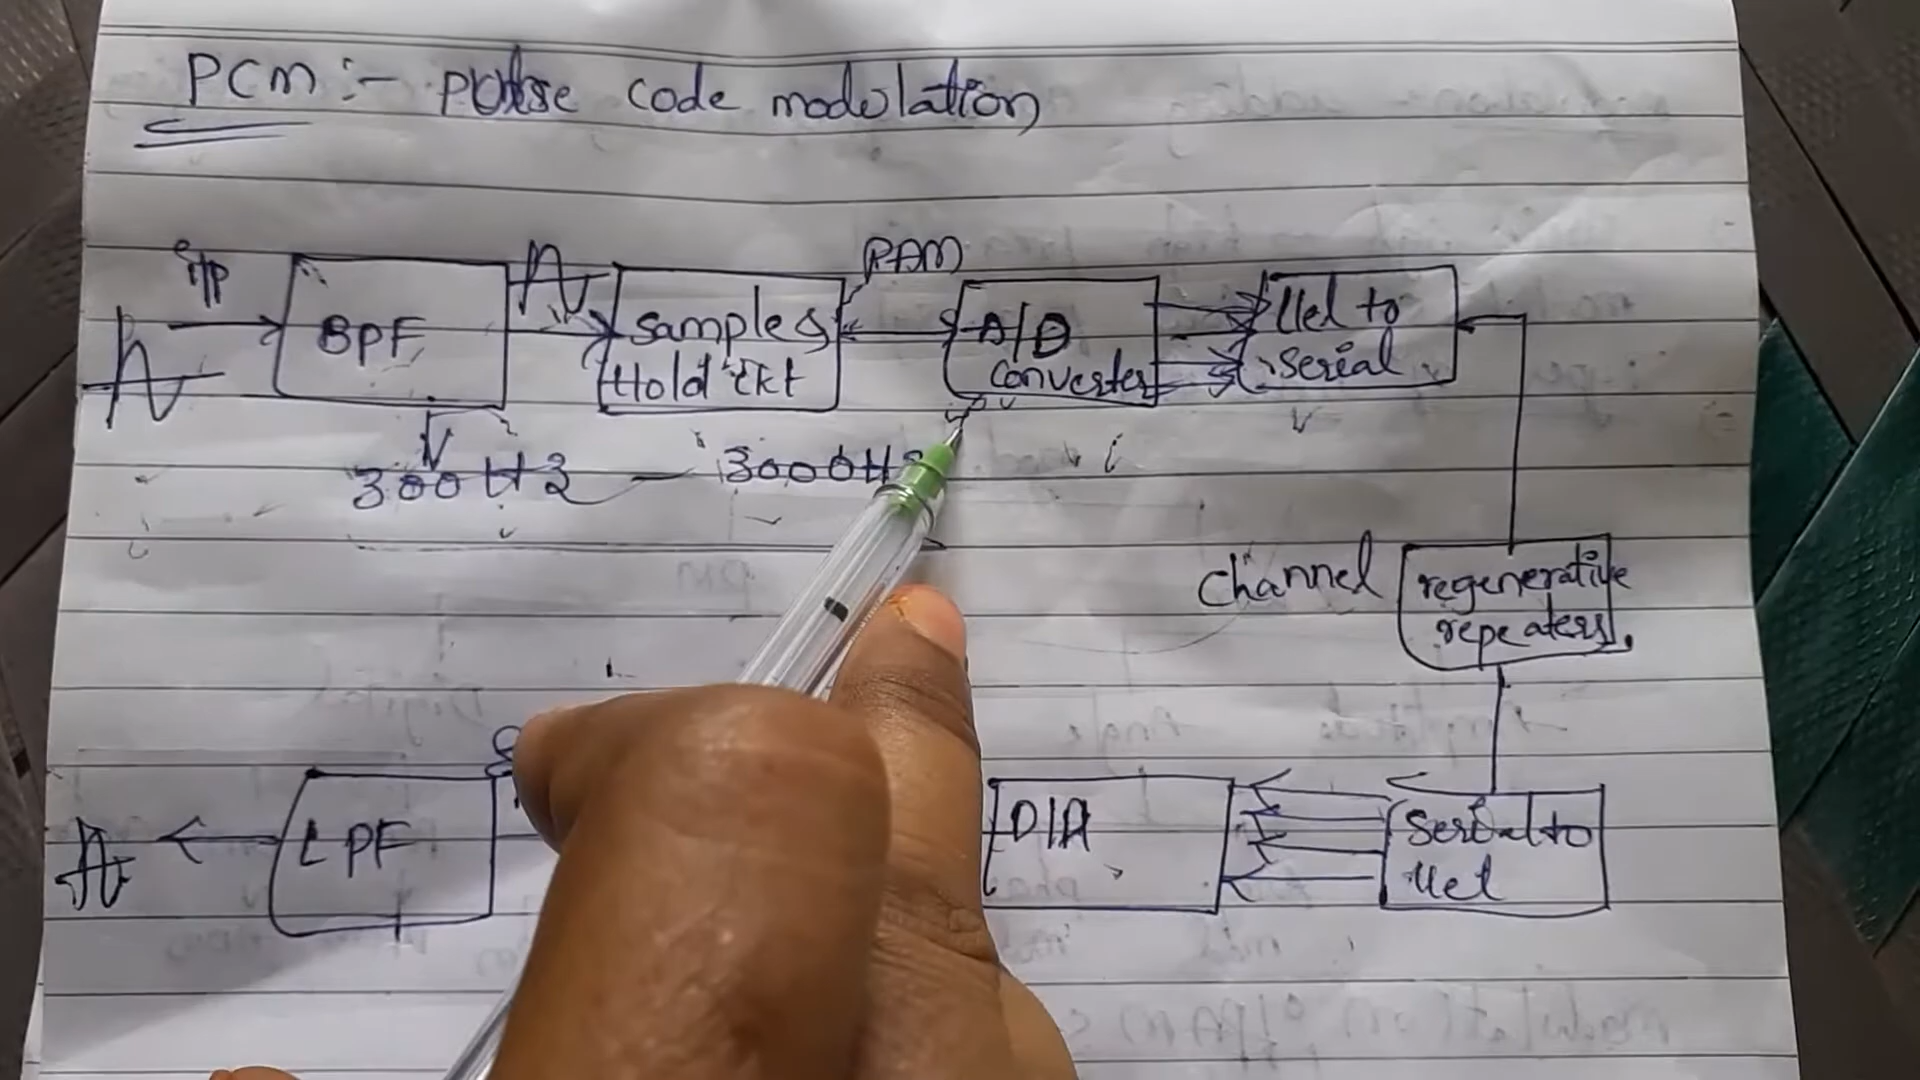 PCM :- pulse code modulation
i/p
BPF
Sample &
Hold ckt
PAM
A/D
Converter
llel to
serial
300Hz — 3000Hz
Channel
regenerative
repeaters.
LPF
D/A
Serial to
llel